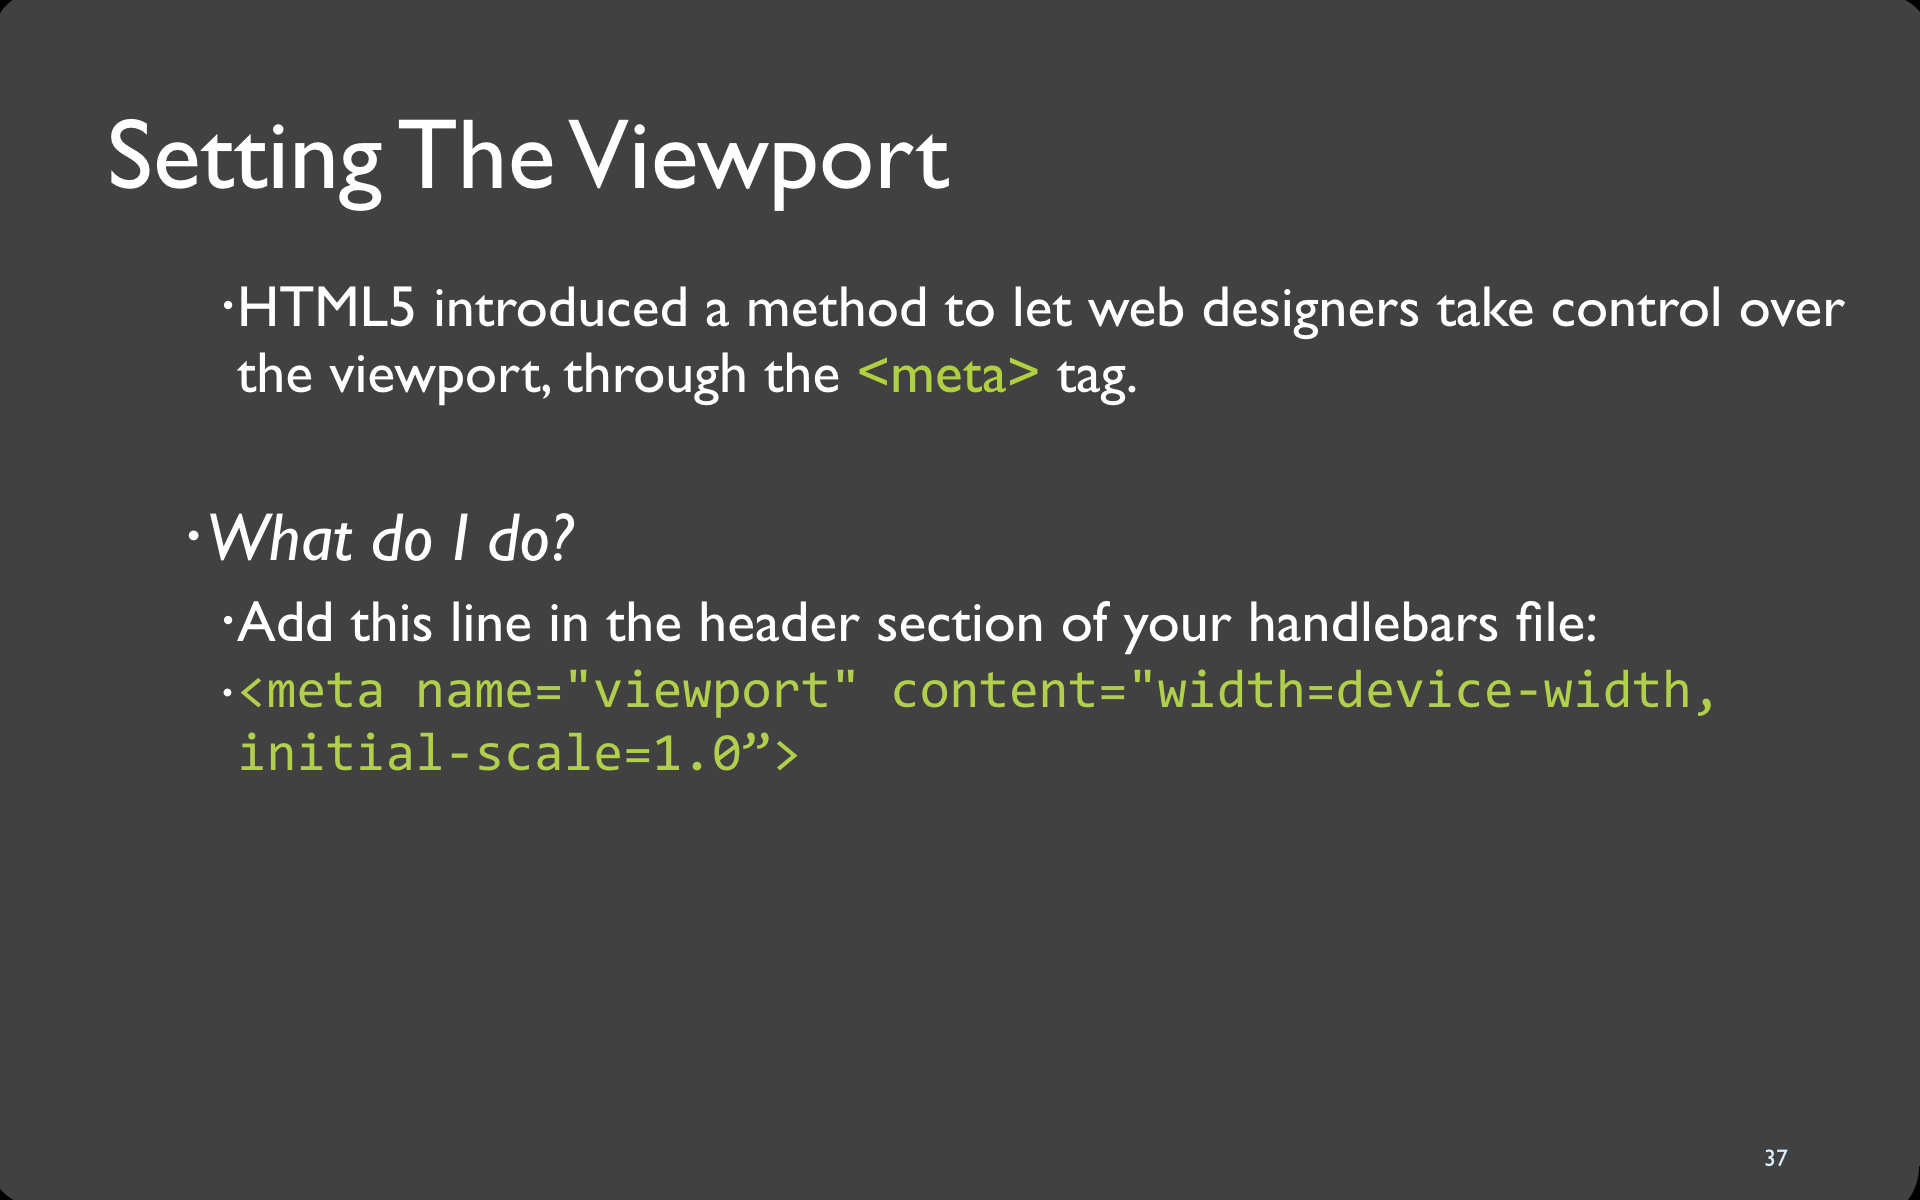 Setting The Viewport
·HTML5 introduced a method to let web designers take control over
the viewport, through the <meta> tag.
·What do I do?
·Add this line in the header section of your handlebars file:
·<meta name="viewport" content="width=device-width,
initial-scale=1.0”>
37